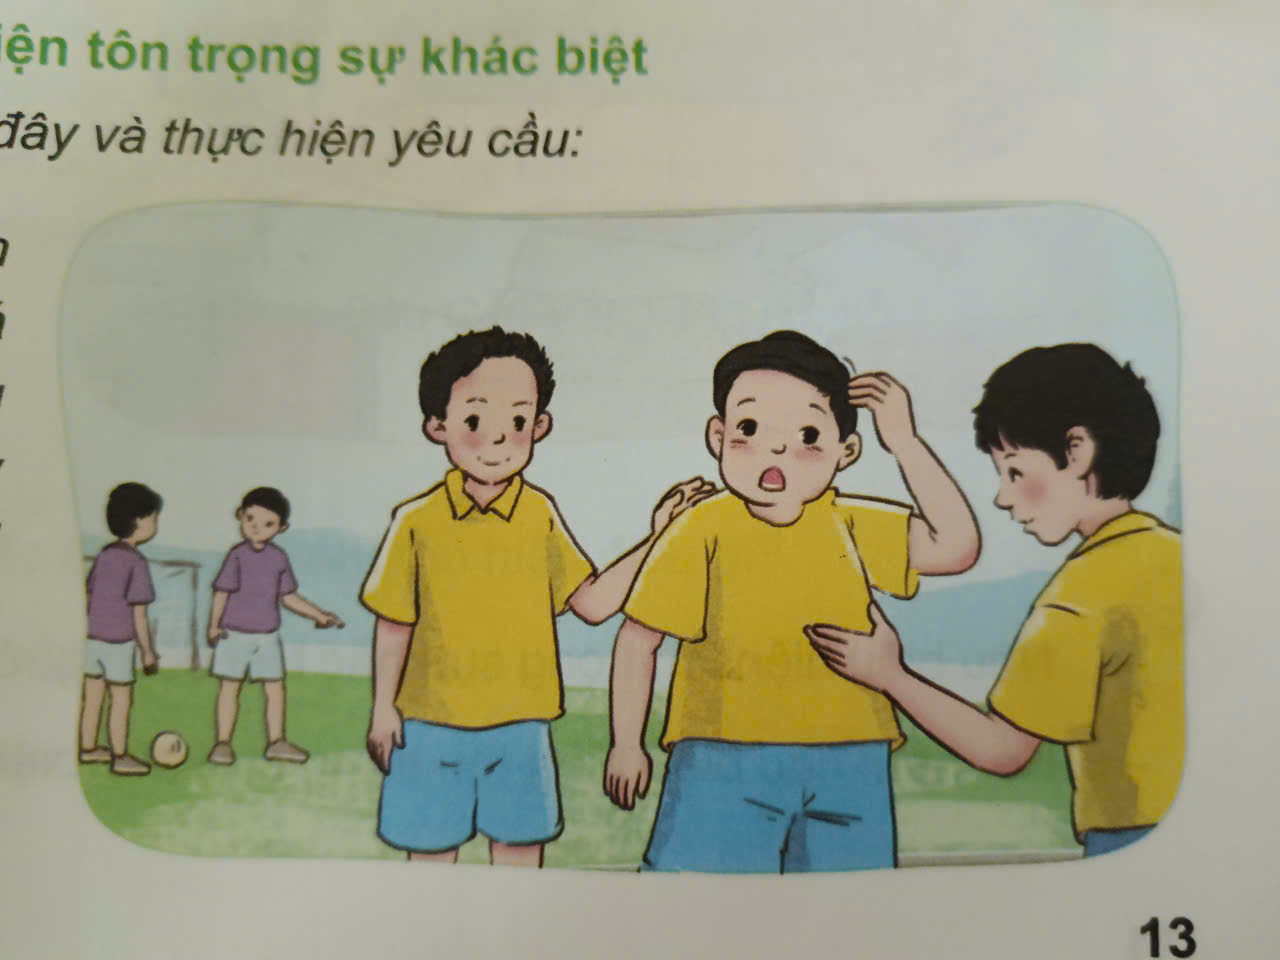 iện tôn trọng sự khác biệt
đây và thực hiện yêu cầu:
13